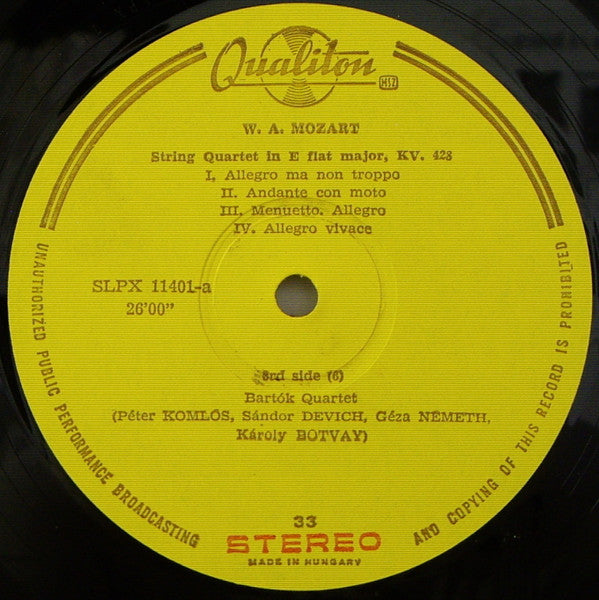 Qualiton
MHV
W. A. MOZART
String Quartet in E flat major, KV. 428
I. Allegro ma non troppo
II. Andante con moto
III. Menuetto. Allegro
IV. Allegro vivace
SLPX 11401-a
26'00"
3rd side (6)
Bartók Quartet
(Péter KOMLÓS, Sándor DEVICH, Géza NÉMETH,
Károly BOTVAY)
33
STEREO
MADE IN HUNGARY
UNAUTHORIZED PUBLIC PERFORMANCE BROADCASTING AND COPYING OF THIS RECORD IS PROHIBITED